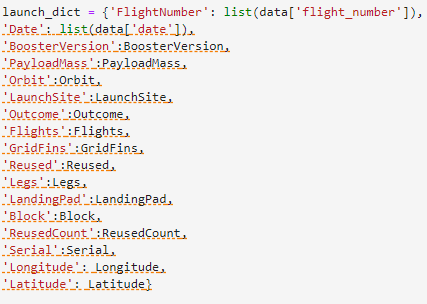 launch_dict = {'FlightNumber': list(data['flight_number']),
'Date': list(data['date']),
'BoosterVersion':BoosterVersion,
'PayloadMass':PayloadMass,
'Orbit':Orbit,
'LaunchSite':LaunchSite,
'Outcome':Outcome,
'Flights':Flights,
'GridFins':GridFins,
'Reused':Reused,
'Legs':Legs,
'LandingPad':LandingPad,
'Block':Block,
'ReusedCount':ReusedCount,
'Serial':Serial,
'Longitude': Longitude,
'Latitude': Latitude}